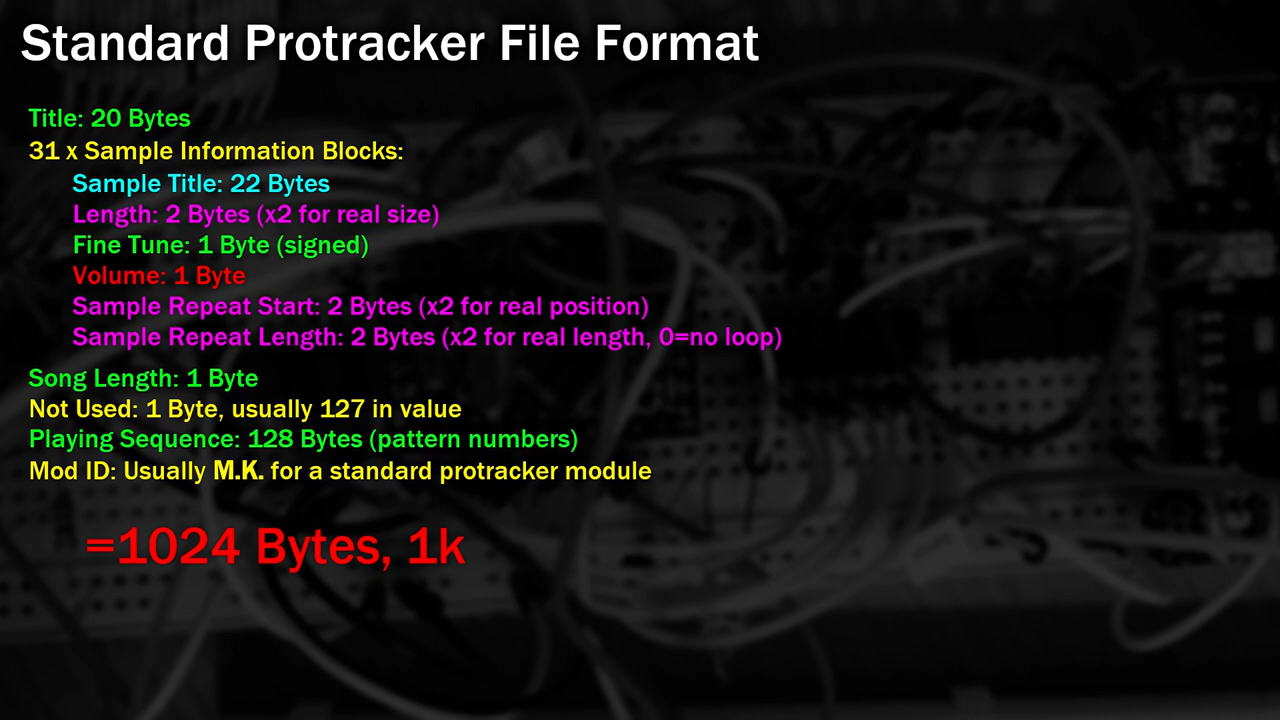 Standard Protracker File Format
Title: 20 Bytes
31 x Sample Information Blocks:
Sample Title: 22 Bytes
Length: 2 Bytes (x2 for real size)
Fine Tune: 1 Byte (signed)
Volume: 1 Byte
Sample Repeat Start: 2 Bytes (x2 for real position)
Sample Repeat Length: 2 Bytes (x2 for real length, 0=no loop)
Song Length: 1 Byte
Not Used: 1 Byte, usually 127 in value
Playing Sequence: 128 Bytes (pattern numbers)
Mod ID: Usually M.K. for a standard protracker module
=1024 Bytes, 1k